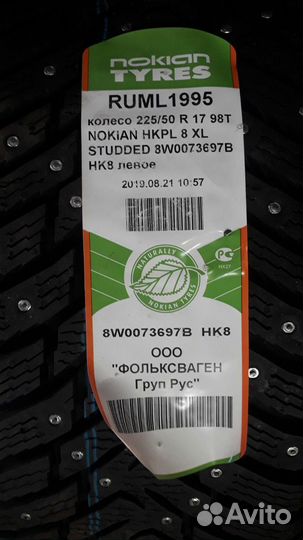 nokian
TYRES
RUML1995
колесо 225/50 R 17 98T
NOKiAN HKPL 8 XL
STUDDED 8W0073697B
HK8 левое
2019.08.21 10:57
NATURALLY
NOKIAN TYRES
8W0073697B HK8
ООО
"ФОЛЬКСВАГЕН
Груп Рус"
Avito